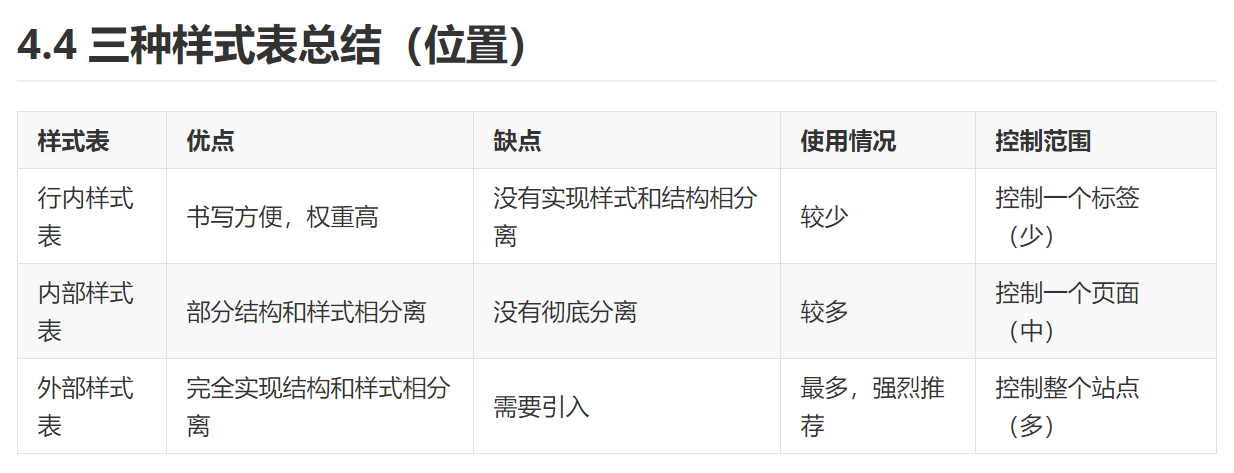 4.4 三种样式表总结（位置）
样式表 优点 缺点 使用情况 控制范围
行内样式表 书写方便，权重高 没有实现样式和结构相分离 较少 控制一个标签（少）
内部样式表 部分结构和样式相分离 没有彻底分离 较多 控制一个页面（中）
外部样式表 完全实现结构和样式相分离 需要引入 最多，强烈推荐 控制整个站点（多）